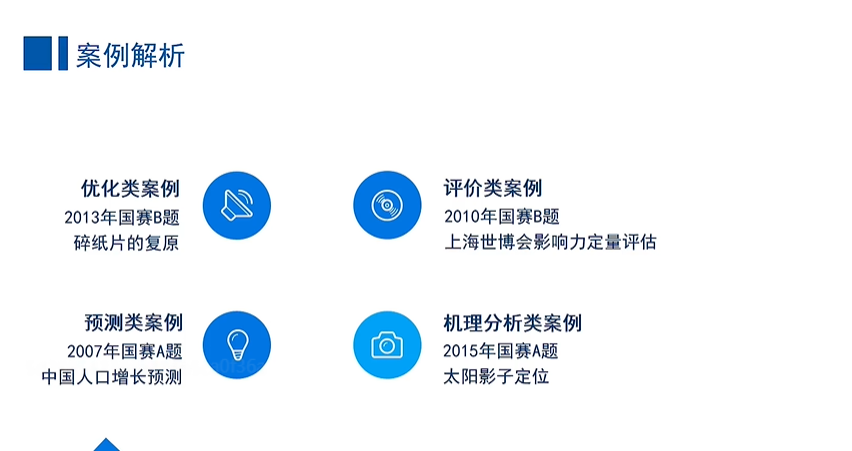 案例解析
优化类案例
2013年国赛B题
碎纸片的复原
评价类案例
2010年国赛B题
上海世博会影响力定量评估
预测类案例
2007年国赛A题
中国人口增长预测
机理分析类案例
2015年国赛A题
太阳影子定位